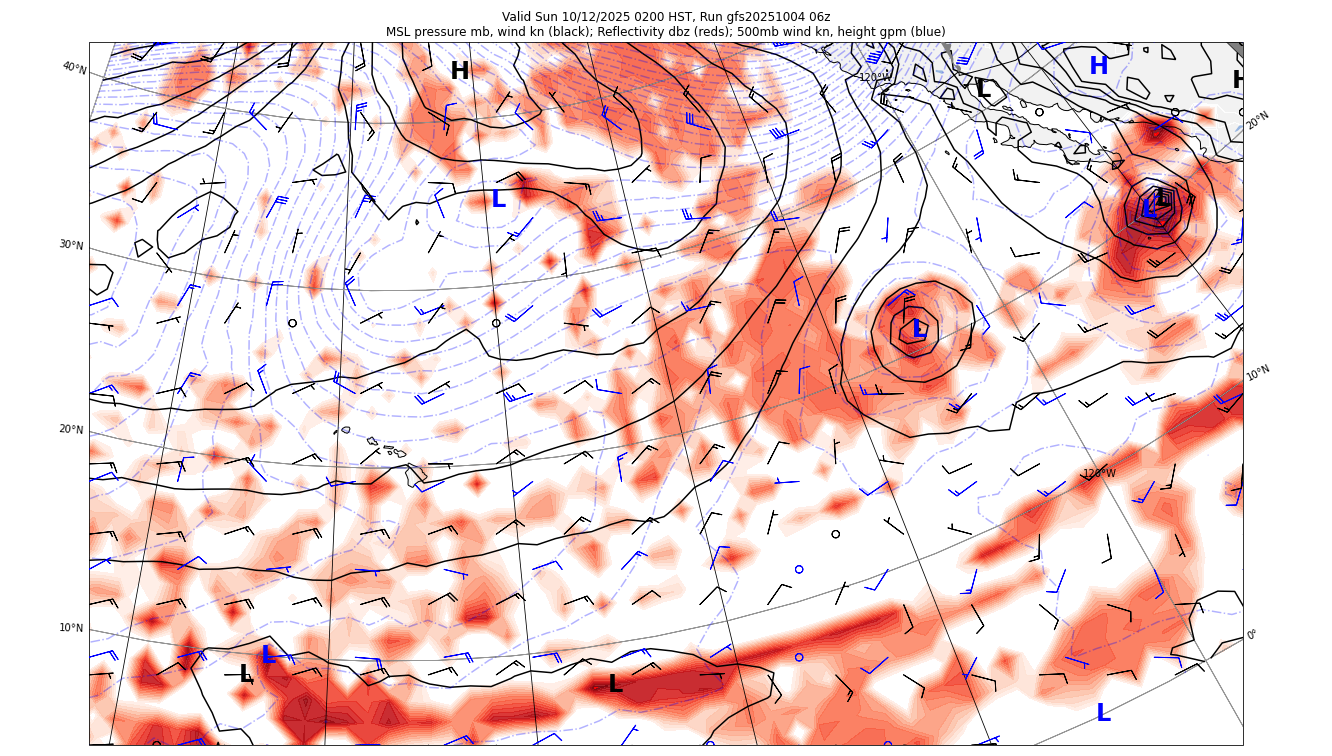 Valid Sun 10/12/2025 0200 HST, Run gfs20251004 06z
MSL pressure mb, wind kn (black); Reflectivity dbz (reds); 500mb wind kn, height gpm (blue)
40°N
H
120°W
L
H
H
20°N
L
L
L
30°N
L
10°N
20°N
120°W
10°N
0°
L
L
L
L